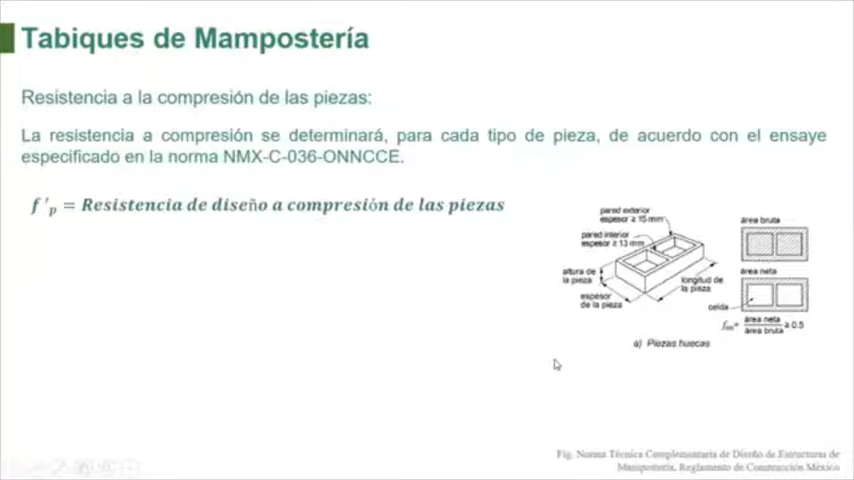 Tabiques de Mampostería
Resistencia a la compresión de las piezas:
La resistencia a compresión se determinará, para cada tipo de pieza, de acuerdo con el ensaye
especificado en la norma NMX-C-036-ONNCCE.
f'p = Resistencia de diseño a compresión de las piezas
pared exterior
espesor ≥ 15 mm
pared interior
espesor ≥ 13 mm
altura de
la pieza
espesor
de la pieza
longitud de
la pieza
área bruta
área neta
celda
área neta
área bruta
≥ 0.5
a) Piezas huecas
Fig. Norma Técnica Complementaria de Diseño de Estructuras de
Mampostería, Reglamento de Construcción México